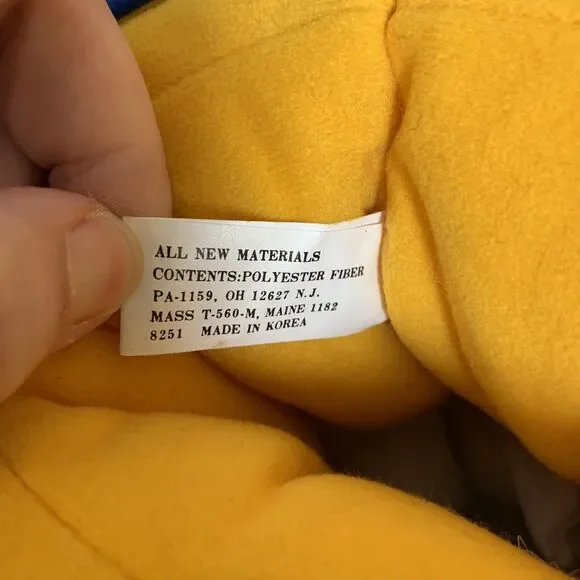 ALL NEW MATERIALS
CONTENTS:POLYESTER FIBER
PA-1159, OH 12627 N.J.
MASS T-560-M, MAINE 1182
8251 MADE IN KOREA